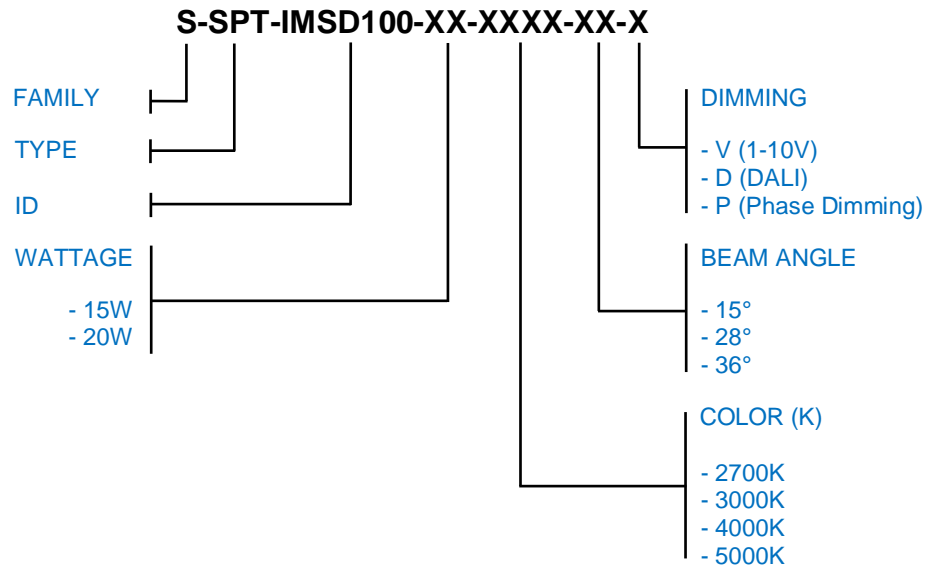 S-SPT-IMSD100-XX-XXXX-XX-X
FAMILY
TYPE
ID
WATTAGE
- 15W
- 20W
DIMMING
- V (1-10V)
- D (DALI)
- P (Phase Dimming)
BEAM ANGLE
- 15°
- 28°
- 36°
COLOR (K)
- 2700K
- 3000K
- 4000K
- 5000K